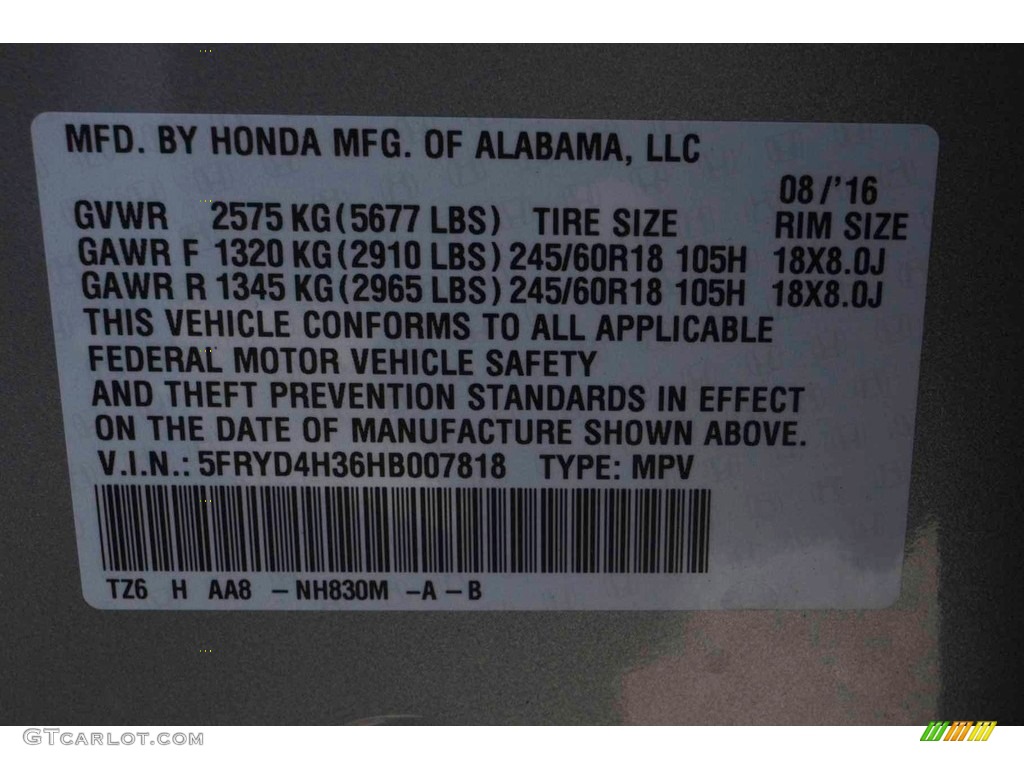 MFD. BY HONDA MFG. OF ALABAMA, LLC
08/'16
GVWR 2575 KG(5677 LBS) TIRE SIZE RIM SIZE
GAWR F 1320 KG(2910 LBS) 245/60R18 105H 18X8.0J
GAWR R 1345 KG(2965 LBS) 245/60R18 105H 18X8.0J
THIS VEHICLE CONFORMS TO ALL APPLICABLE
FEDERAL MOTOR VEHICLE SAFETY
AND THEFT PREVENTION STANDARDS IN EFFECT
ON THE DATE OF MANUFACTURE SHOWN ABOVE.
V.I.N.: 5FRYD4H36HB007818 TYPE: MPV
TZ6 H AA8 –NH830M –A–B
GTCarlot.com